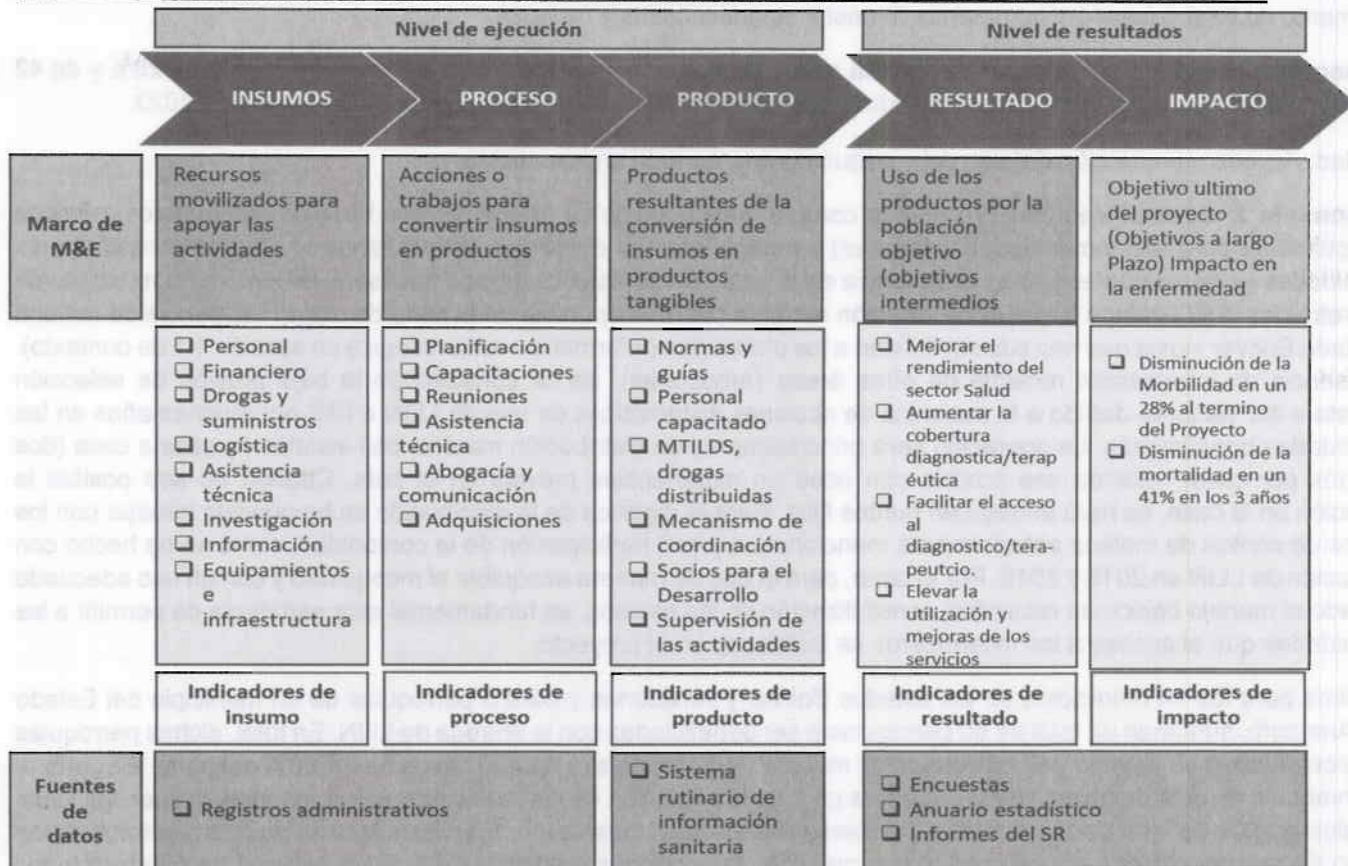 Nivel de ejecución
Nivel de resultados
INSUMOS
PROCESO
PRODUCTO
RESULTADO
IMPACTO
Marco de
M&E
Recursos
movilizados para
apoyar las
actividades
Acciones o
trabajos para
convertir insumos
en productos
Productos
resultantes de la
conversión de
insumos en
productos
tangibles
Uso de los
productos por la
población
objetivo
(objetivos
intermedios
Objetivo ultimo
del proyecto
(Objetivos a largo
Plazo) Impacto en
la enfermedad
❑ Personal
❑ Financiero
❑ Drogas y
suministros
❑ Logística
❑ Asistencia
técnica
❑ Investigación
❑ Información
❑ Equipamientos
e
infraestructura
❑ Planificación
❑ Capacitaciones
❑ Reuniones
❑ Asistencia
técnica
❑ Abogacía y
comunicación
❑ Adquisiciones
❑ Normas y
guías
❑ Personal
capacitado
❑ MTILDS,
drogas
distribuidas
❑ Mecanismo de
coordinación
❑ Socios para el
Desarrollo
❑ Supervisión de
las actividades
❑ Mejorar el
rendimiento del
sector Salud
❑ Aumentar la
cobertura
diagnostica/terap
éutica
❑ Facilitar el acceso
al
diagnostico/tera-
peutcio.
❑ Elevar la
utilización y
mejoras de los
servicios
❑ Disminución de la
Morbilidad en un
28% al termino
del Proyecto
❑ Disminución de la
mortalidad en un
41% en los 3 años
Indicadores de
Insumo
Indicadores de
proceso
Indicadores de
producto
Indicadores de
resultado
Indicadores de
impacto
Fuentes
de
datos
❑ Registros administrativos
❑ Sistema
rutinario de
información
sanitaria
❑ Encuestas
❑ Anuario estadístico
❑ Informes del SR